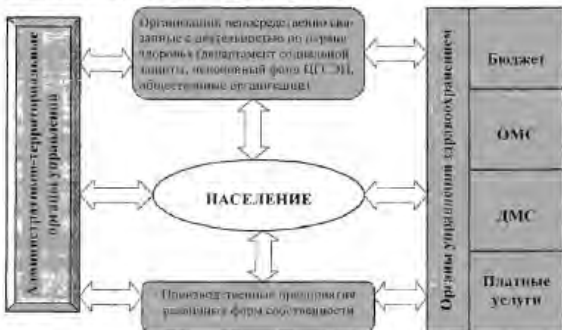 Административно-территориальные
органы управления
Организации непосредственно свя-
занные с деятельностью по охране
здоровья (департамент социальной
защиты, пенсионный фонд ЦГСЭН,
общественные организации)
НАСЕЛЕНИЕ
Производственные предприятия
различных форм собственности
Органы управления здравоохранением
Бюджет
ОМС
ДМС
Платные
услуги